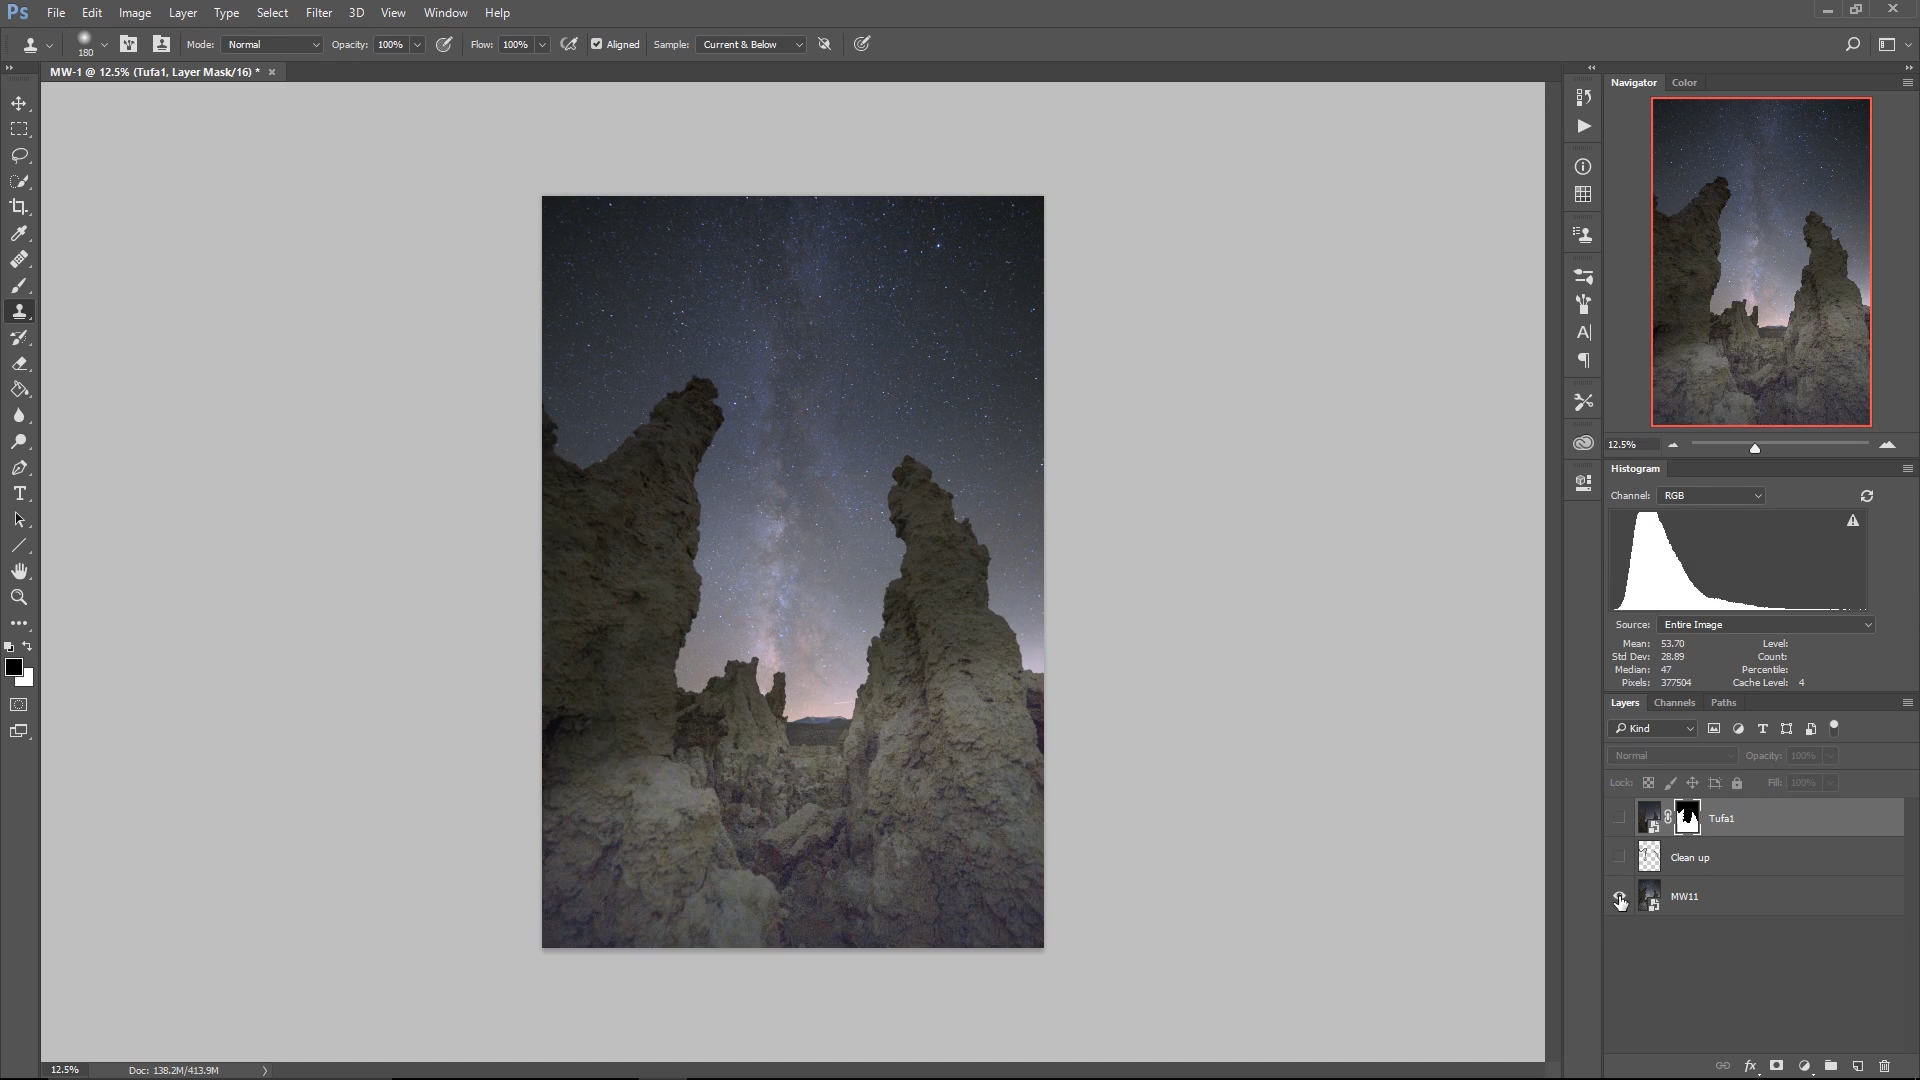 Ps File Edit Image Layer Type Select Filter 3D View Window Help
180 Mode: Normal Opacity: 100% Flow: 100% Aligned Sample: Current & Below
MW-1 @ 12.5% (Tufa1, Layer Mask/16) * ×
Navigator Color
12.5%
Histogram
Channel: RGB
Source: Entire Image
Mean: 53.70 Level:
Std Dev: 28.89 Count:
Median: 47 Percentile:
Pixels: 377504 Cache Level: 4
Layers Channels Paths
Kind
Normal Opacity: 100%
Lock: Fill: 100%
Tufa1
Clean up
MW11
fx
12.5% Doc: 138.2M/413.9M